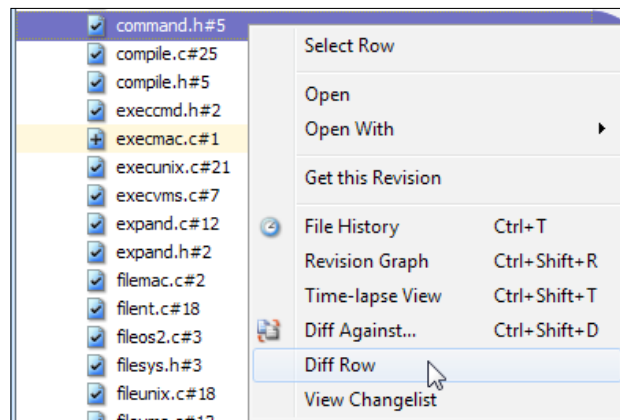 command.h#5
compile.c#25
compile.h#5
execcmd.h#2
execmac.c#1
execunix.c#21
execvms.c#7
expand.c#12
expand.h#2
filemac.c#2
filent.c#18
fileos2.c#3
filesys.h#3
fileunix.c#18
Select Row
Open
Open With
Get this Revision
File History Ctrl+T
Revision Graph Ctrl+Shift+R
Time-lapse View Ctrl+Shift+T
Diff Against... Ctrl+Shift+D
Diff Row
View Changelist